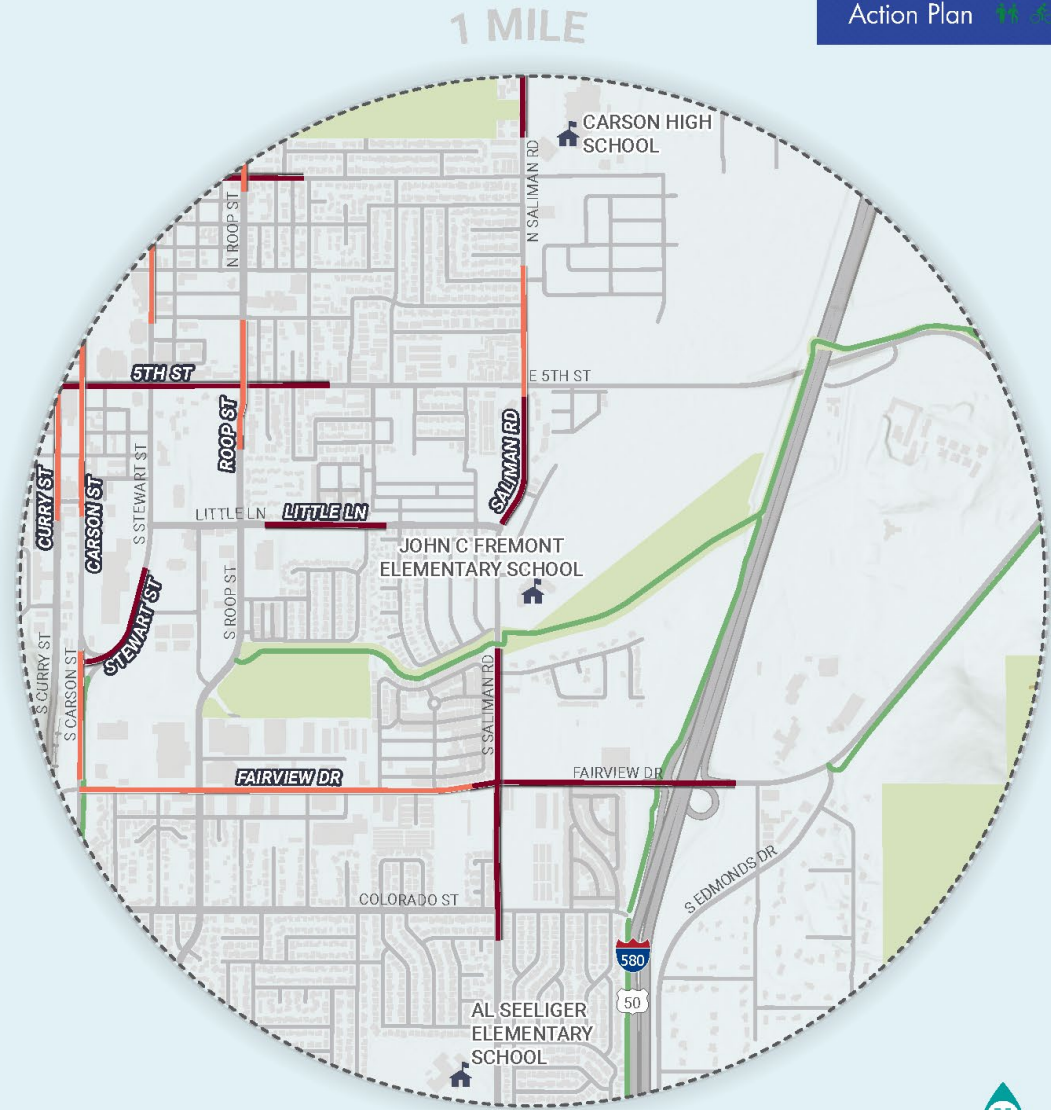 Action Plan
1 MILE
CARSON HIGH
SCHOOL
N SALIMAN RD
N ROOP ST
5TH ST
E 5TH ST
ROOP ST
SALIMAN RD
CURRY ST
CARSON ST
S STEWART ST
LITTLE LN
LITTLE LN
JOHN C FREMONT
ELEMENTARY SCHOOL
STEWART ST
S ROOP ST
S CURRY ST
S CARSON ST
S SALIMAN RD
FAIRVIEW DR
FAIRVIEW DR
S EDMONDS DR
COLORADO ST
580
50
AL SEELIGER
ELEMENTARY
SCHOOL